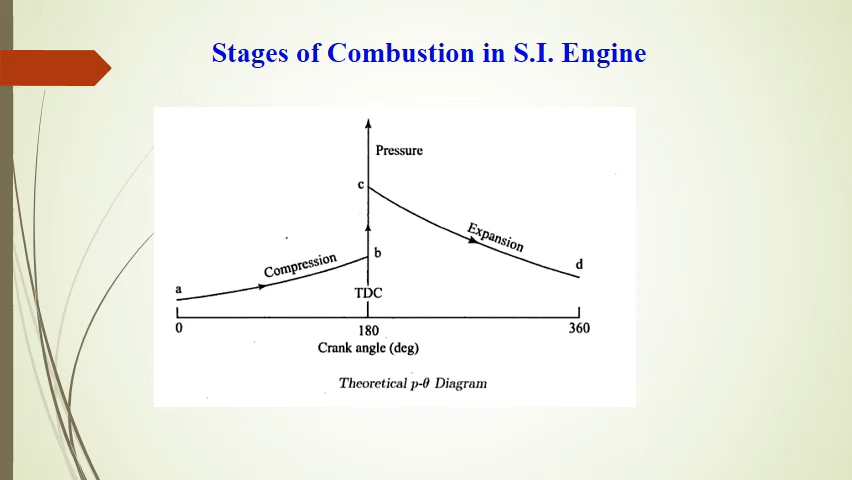 Stages of Combustion in S.I. Engine
Pressure
c
Expansion
b
Compression
d
a
TDC
0
180
360
Crank angle (deg)
Theoretical p-θ Diagram